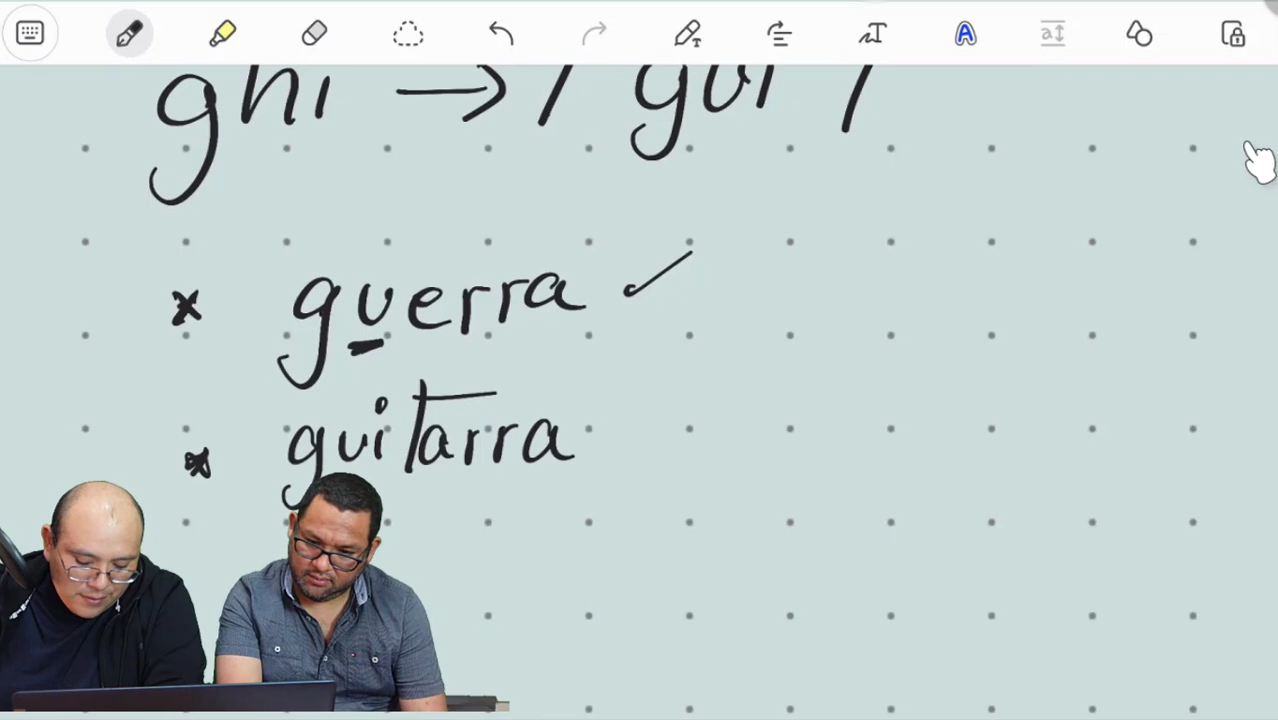 ghi → / gui /
* guerra ✓
* guitarra